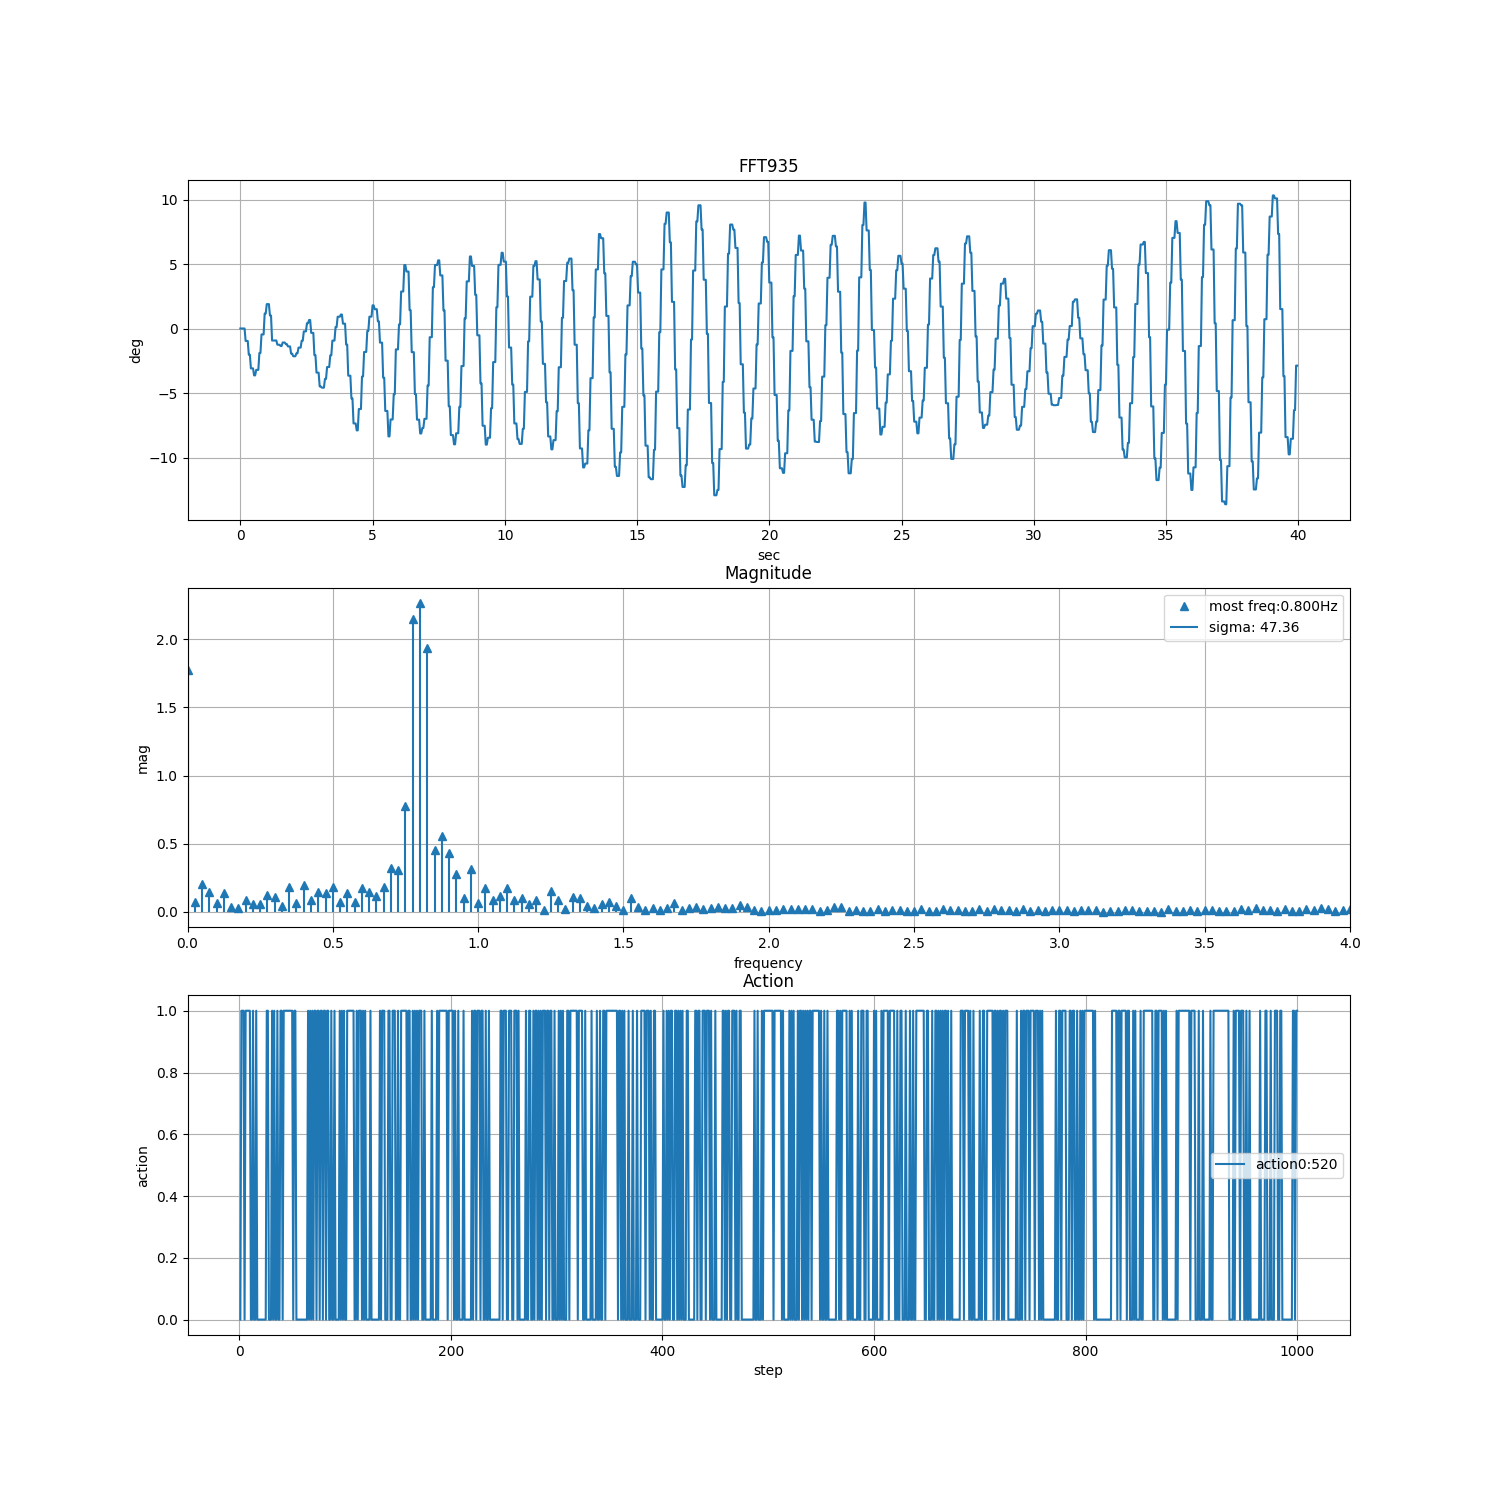 FFT935
10
5
0
−5
−10
deg
0 5 10 15 20 25 30 35 40
sec
Magnitude
most freq:0.800Hz
sigma: 47.36
2.0
1.5
1.0
0.5
0.0
mag
0.0 0.5 1.0 1.5 2.0 2.5 3.0 3.5 4.0
frequency
Action
1.0
0.8
0.6
0.4
0.2
0.0
action
action0:520
0 200 400 600 800 1000
step